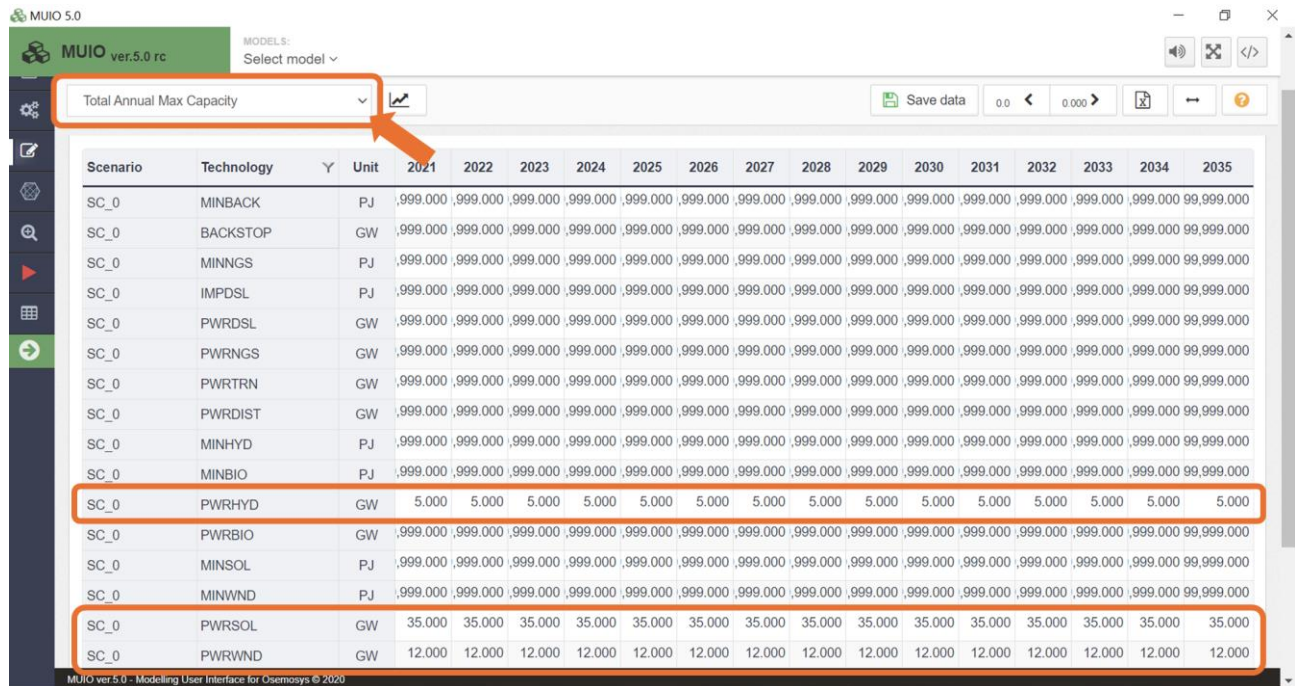 MUIO 5.0
MUIO ver.5.0 rc
MODELS:
Select model
Total Annual Max Capacity
Save data 0.0 0.000
Scenario Technology Unit 2021 2022 2023 2024 2025 2026 2027 2028 2029 2030 2031 2032 2033 2034 2035
SC_0 MINBACK PJ ,999.000 ,999.000 ,999.000 ,999.000 ,999.000 ,999.000 ,999.000 ,999.000 ,999.000 ,999.000 ,999.000 ,999.000 ,999.000 ,999.000 99,999.000
SC_0 BACKSTOP GW ,999.000 ,999.000 ,999.000 ,999.000 ,999.000 ,999.000 ,999.000 ,999.000 ,999.000 ,999.000 ,999.000 ,999.000 ,999.000 ,999.000 99,999.000
SC_0 MINNGS PJ ,999.000 ,999.000 ,999.000 ,999.000 ,999.000 ,999.000 ,999.000 ,999.000 ,999.000 ,999.000 ,999.000 ,999.000 ,999.000 ,999.000 99,999.000
SC_0 IMPDSL PJ ,999.000 ,999.000 ,999.000 ,999.000 ,999.000 ,999.000 ,999.000 ,999.000 ,999.000 ,999.000 ,999.000 ,999.000 ,999.000 ,999.000 99,999.000
SC_0 PWRDSL GW ,999.000 ,999.000 ,999.000 ,999.000 ,999.000 ,999.000 ,999.000 ,999.000 ,999.000 ,999.000 ,999.000 ,999.000 ,999.000 ,999.000 99,999.000
SC_0 PWRNGS GW ,999.000 ,999.000 ,999.000 ,999.000 ,999.000 ,999.000 ,999.000 ,999.000 ,999.000 ,999.000 ,999.000 ,999.000 ,999.000 ,999.000 99,999.000
SC_0 PWRTRN GW ,999.000 ,999.000 ,999.000 ,999.000 ,999.000 ,999.000 ,999.000 ,999.000 ,999.000 ,999.000 ,999.000 ,999.000 ,999.000 ,999.000 99,999.000
SC_0 PWRDIST GW ,999.000 ,999.000 ,999.000 ,999.000 ,999.000 ,999.000 ,999.000 ,999.000 ,999.000 ,999.000 ,999.000 ,999.000 ,999.000 ,999.000 99,999.000
SC_0 MINHYD PJ ,999.000 ,999.000 ,999.000 ,999.000 ,999.000 ,999.000 ,999.000 ,999.000 ,999.000 ,999.000 ,999.000 ,999.000 ,999.000 ,999.000 99,999.000
SC_0 MINBIO PJ ,999.000 ,999.000 ,999.000 ,999.000 ,999.000 ,999.000 ,999.000 ,999.000 ,999.000 ,999.000 ,999.000 ,999.000 ,999.000 ,999.000 99,999.000
SC_0 PWRHYD GW 5.000 5.000 5.000 5.000 5.000 5.000 5.000 5.000 5.000 5.000 5.000 5.000 5.000 5.000 5.000
SC_0 PWRBIO GW ,999.000 ,999.000 ,999.000 ,999.000 ,999.000 ,999.000 ,999.000 ,999.000 ,999.000 ,999.000 ,999.000 ,999.000 ,999.000 ,999.000 99,999.000
SC_0 MINSOL PJ ,999.000 ,999.000 ,999.000 ,999.000 ,999.000 ,999.000 ,999.000 ,999.000 ,999.000 ,999.000 ,999.000 ,999.000 ,999.000 ,999.000 99,999.000
SC_0 MINWND PJ ,999.000 ,999.000 ,999.000 ,999.000 ,999.000 ,999.000 ,999.000 ,999.000 ,999.000 ,999.000 ,999.000 ,999.000 ,999.000 ,999.000 99,999.000
SC_0 PWRSOL GW 35.000 35.000 35.000 35.000 35.000 35.000 35.000 35.000 35.000 35.000 35.000 35.000 35.000 35.000 35.000
SC_0 PWRWND GW 12.000 12.000 12.000 12.000 12.000 12.000 12.000 12.000 12.000 12.000 12.000 12.000 12.000 12.000 12.000
MUIO ver.5.0 - Modelling User Interface for Osemosys © 2020